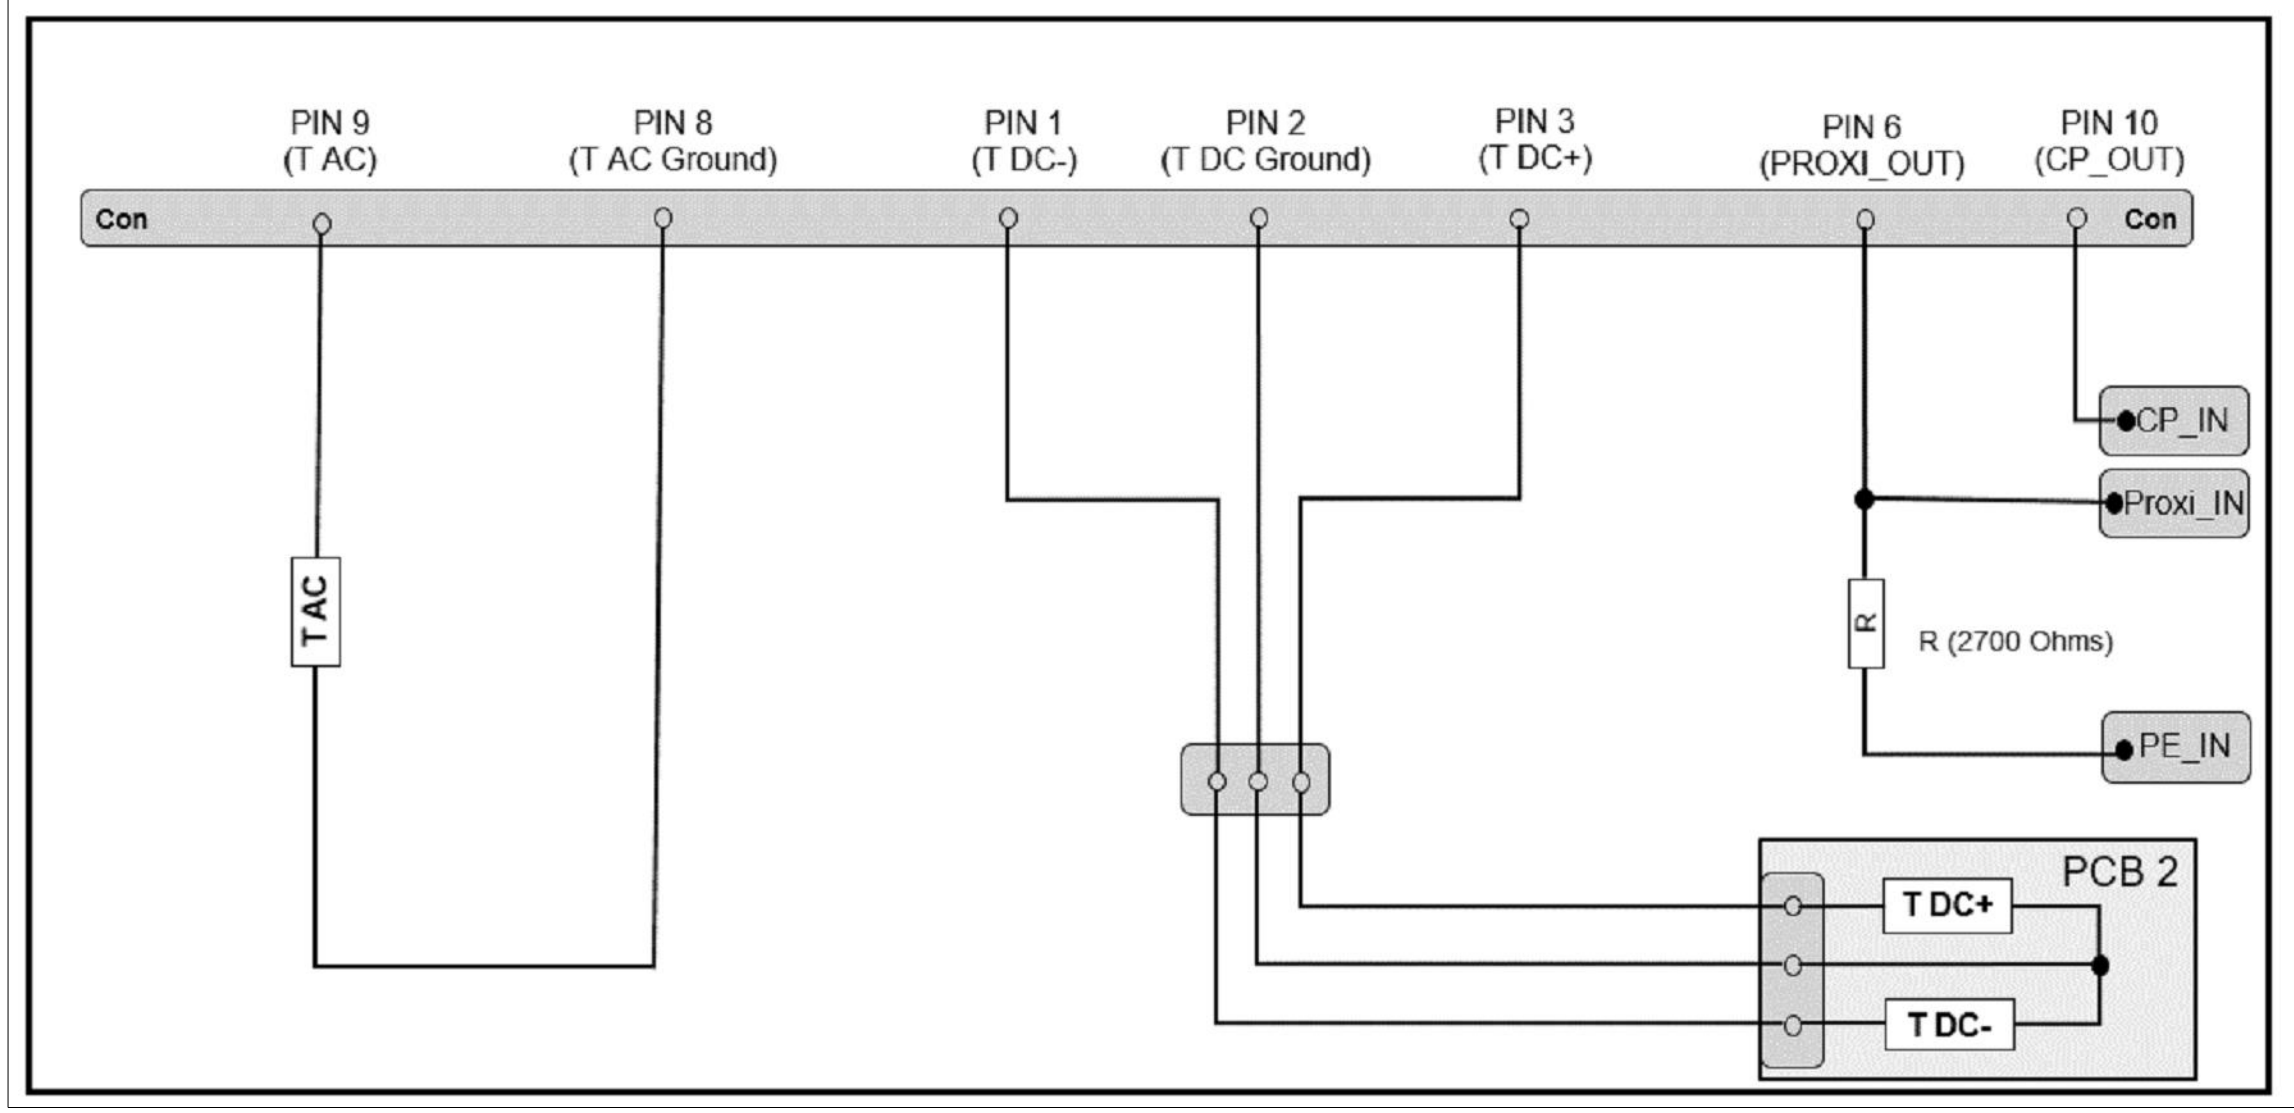 PIN 9
(T AC)
PIN 8
(T AC Ground)
PIN 1
(T DC-)
PIN 2
(T DC Ground)
PIN 3
(T DC+)
PIN 6
(PROXI_OUT)
PIN 10
(CP_OUT)
Con
Con
CP_IN
Proxi_IN
T AC
R
R (2700 Ohms)
PE_IN
PCB 2
T DC+
T DC-